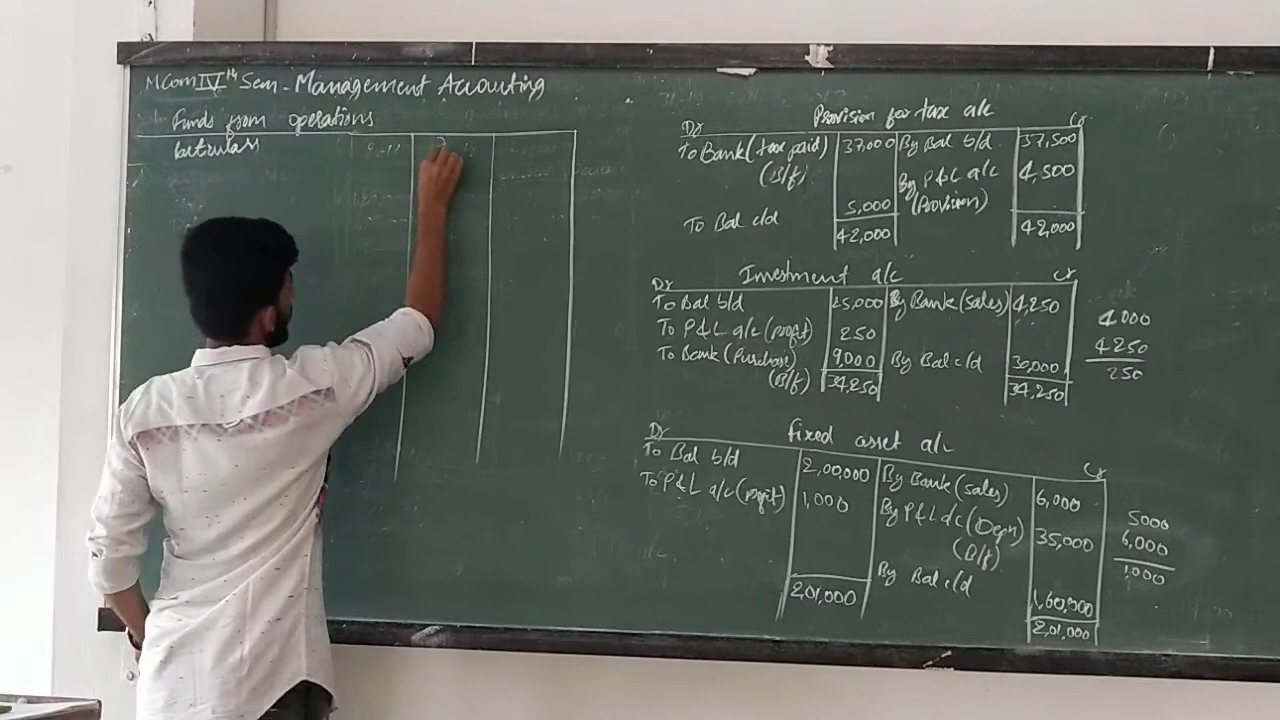 MCom IVth Sem - Management Accounting
Funds from operations
Particulars
Provision for tax a/c
Dr Cr
To Bank (tax paid) 37,000 By Bal b/d 37,500
(B/f) By P&L a/c 4,500
5,000 (Provision)
To Bal c/d
42,000 42,000
Investment a/c
Dr Cr
To Bal b/d 25,000 By Bank (sales) 4,250
To P&L a/c (profit) 250
To Bank (Purchase) 9,000 By Bal c/d 30,000
(B/f) 34,250 34,250
4000
4250
250
Fixed asset a/c
Dr Cr
To Bal b/d 2,00,000 By Bank (sales) 6,000
To P&L a/c (profit) 1,000 By P&L a/c (Depn) 35,000
(B/f)
By Bal c/d 1,60,000
2,01,000 2,01,000
5000
6,000
1,000